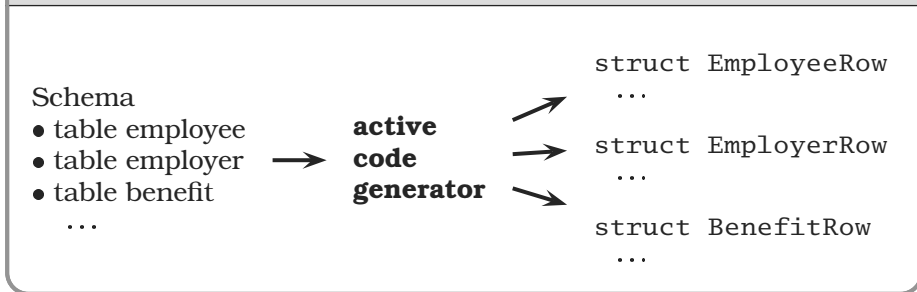 Schema
• table employee
• table employer
• table benefit
...
active
code
generator
struct EmployeeRow
...
struct EmployerRow
...
struct BenefitRow
...